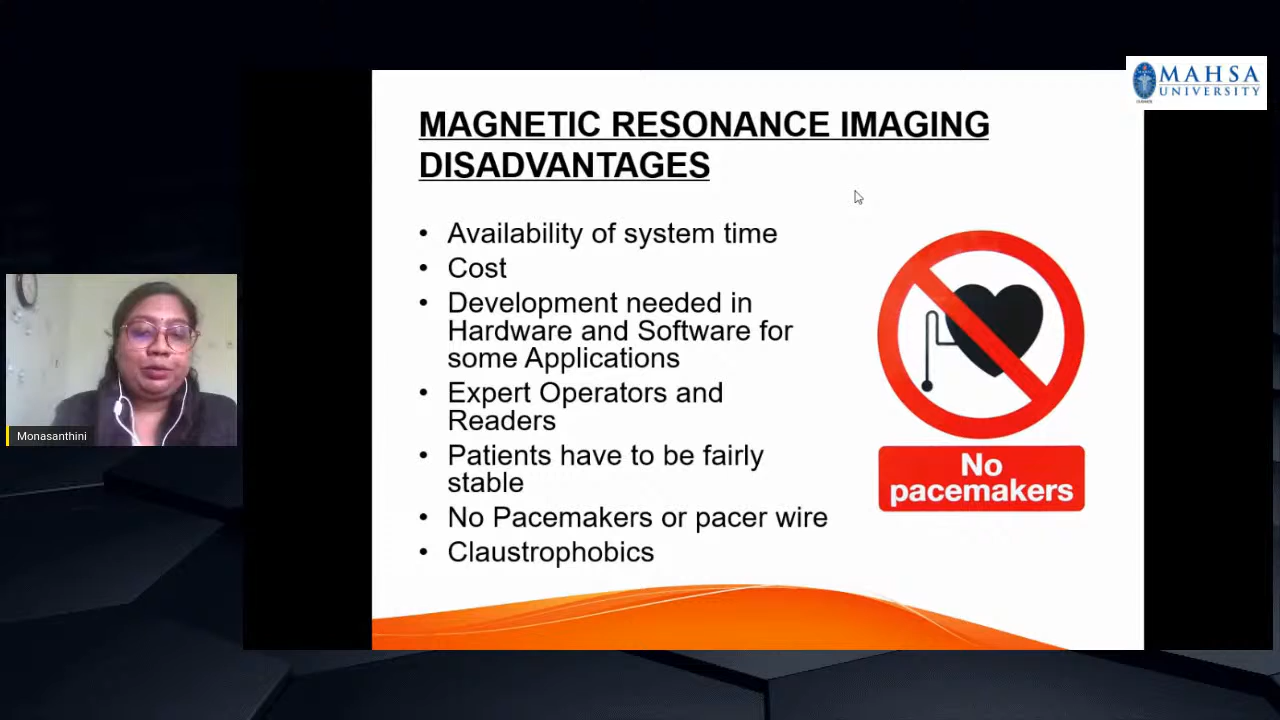 MAHSA
UNIVERSITY
MAGNETIC RESONANCE IMAGING
DISADVANTAGES
• Availability of system time
• Cost
• Development needed in
Hardware and Software for
some Applications
• Expert Operators and
Readers
• Patients have to be fairly
stable
• No Pacemakers or pacer wire
• Claustrophobics
No
pacemakers
Monasanthini